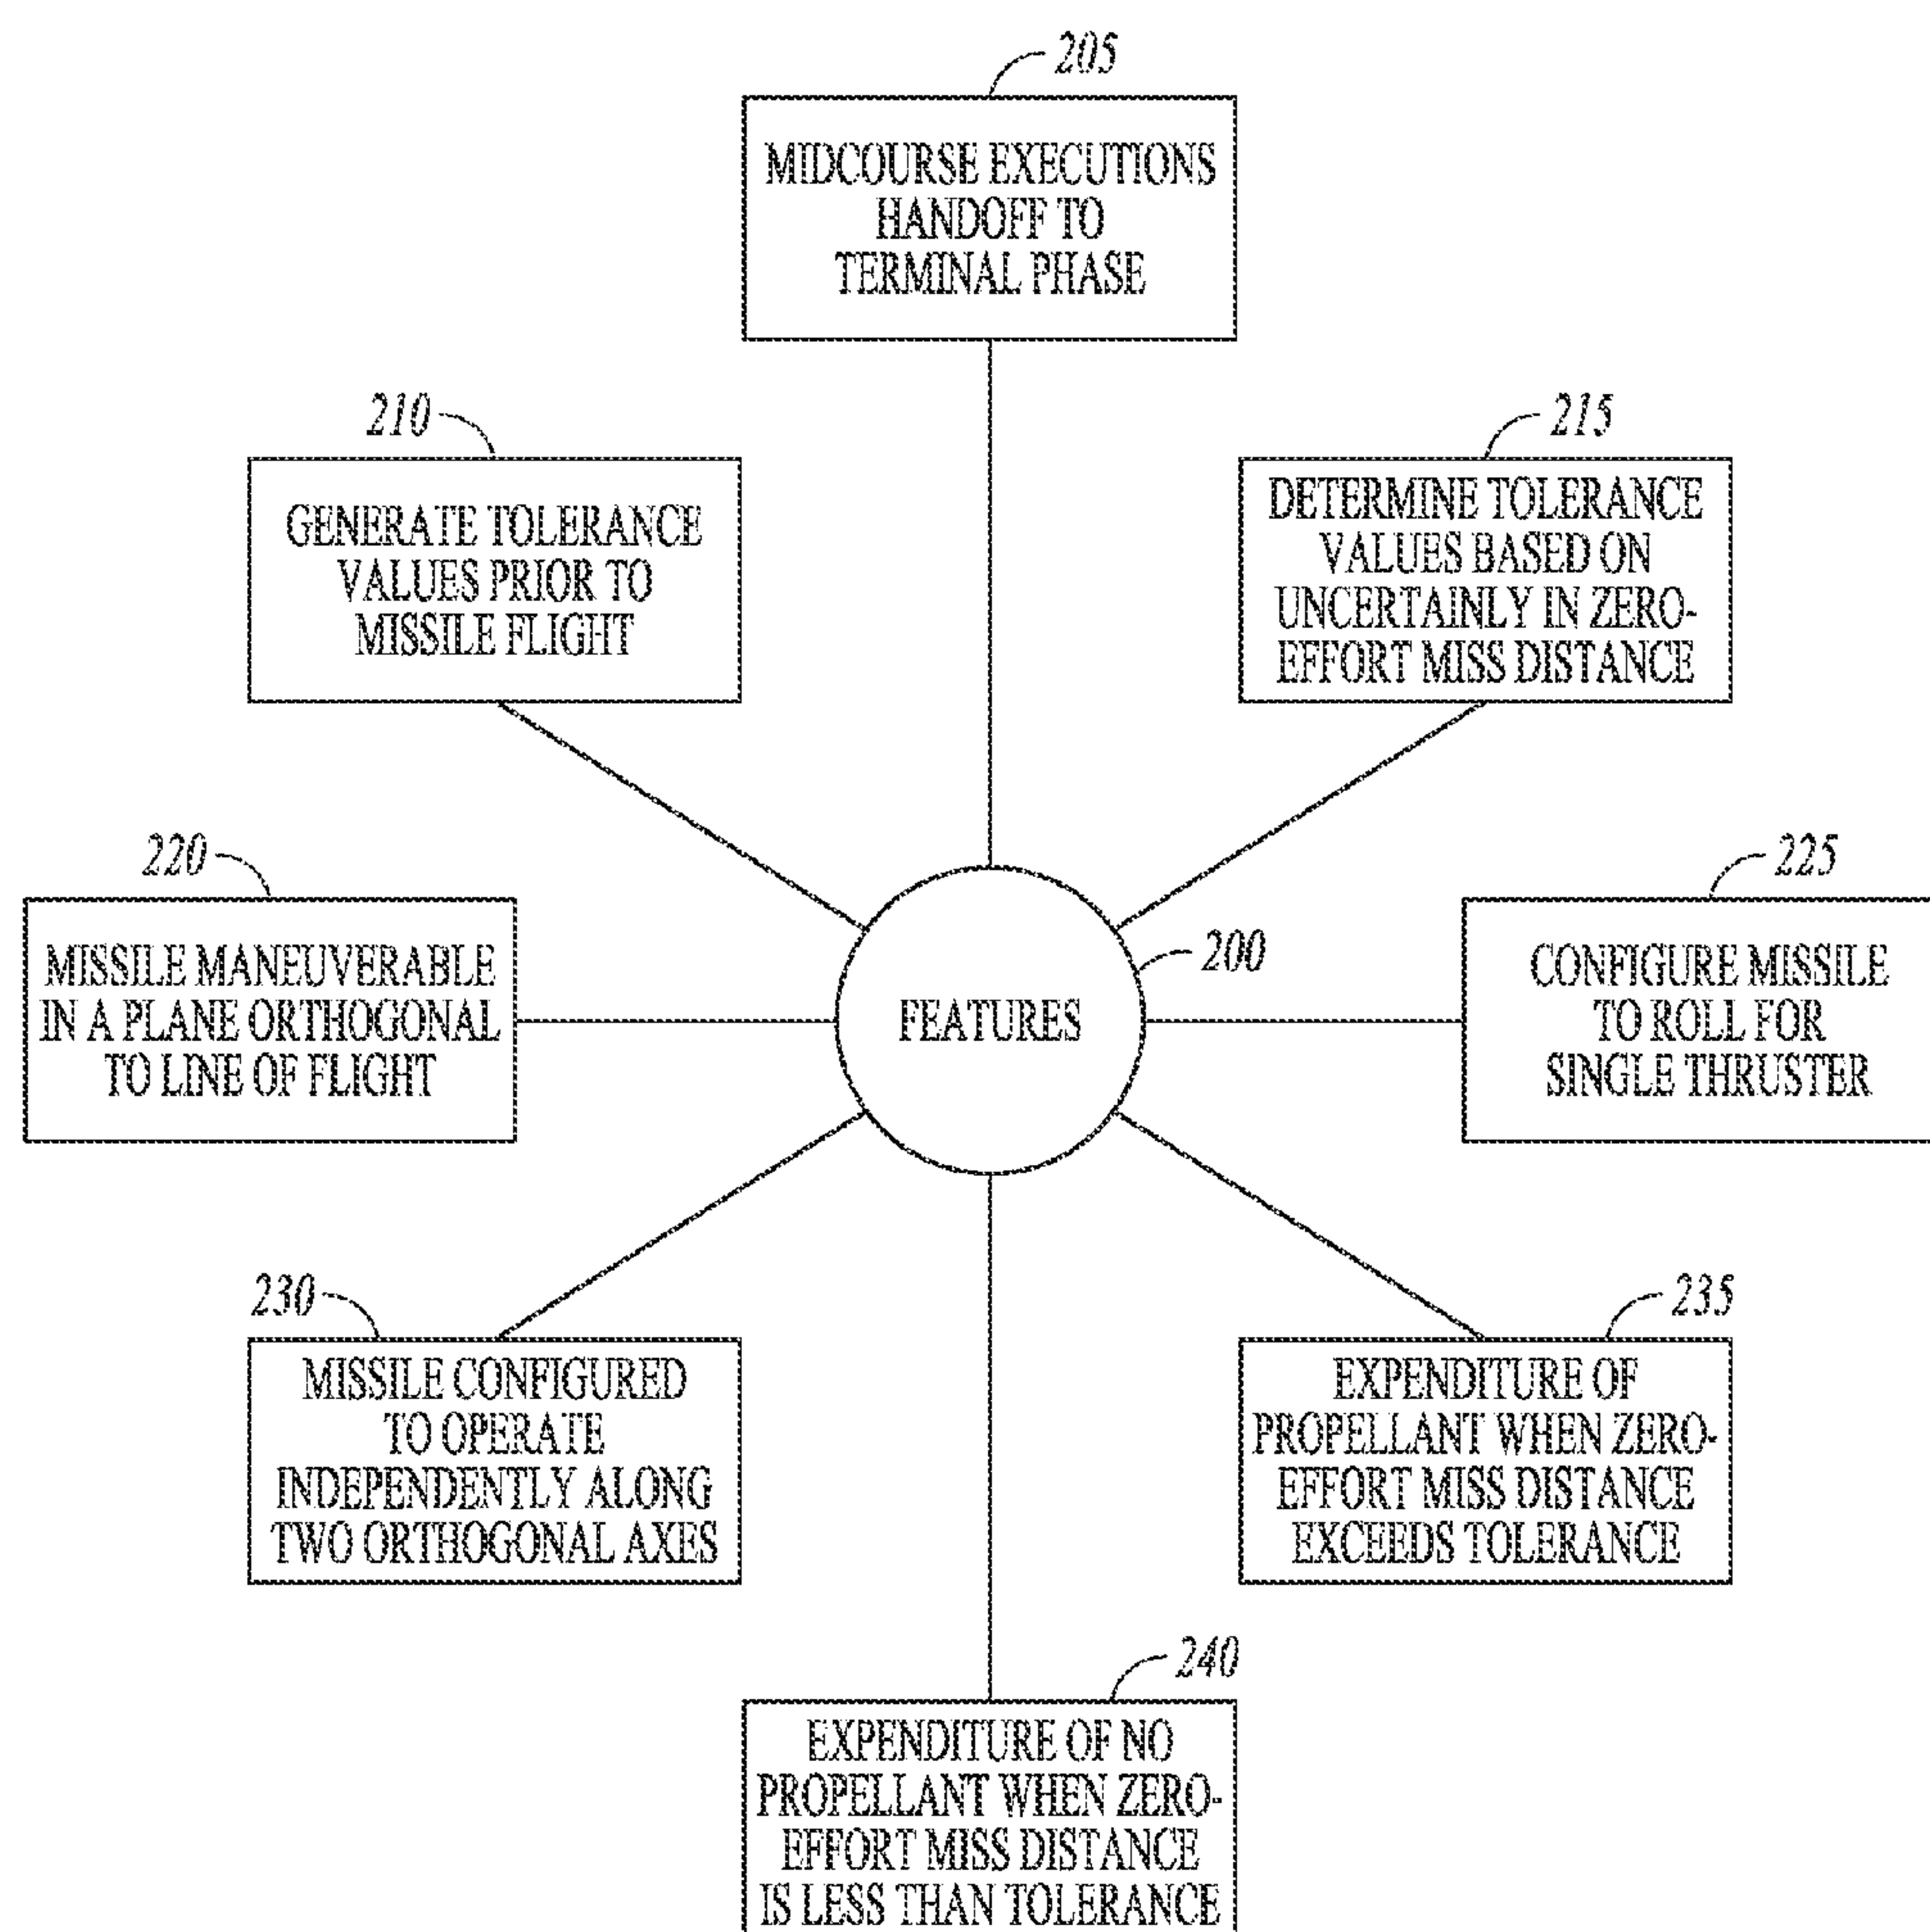 205
MIDCOURSE EXECUTIONS
HANDOFF TO
TERMINAL PHASE
210
GENERATE TOLERANCE
VALUES PRIOR TO
MISSILE FLIGHT
215
DETERMINE TOLERANCE
VALUES BASED ON
UNCERTAINLY IN ZERO-
EFFORT MISS DISTANCE
220
MISSILE MANEUVERABLE
IN A PLANE ORTHOGONAL
TO LINE OF FLIGHT
200
FEATURES
225
CONFIGURE MISSILE
TO ROLL FOR
SINGLE THRUSTER
230
MISSILE CONFIGURED
TO OPERATE
INDEPENDENTLY ALONG
TWO ORTHOGONAL AXES
235
EXPENDITURE OF
PROPELLANT WHEN ZERO-
EFFORT MISS DISTANCE
EXCEEDS TOLERANCE
240
EXPENDITURE OF NO
PROPELLANT WHEN ZERO-
EFFORT MISS DISTANCE
IS LESS THAN TOLERANCE